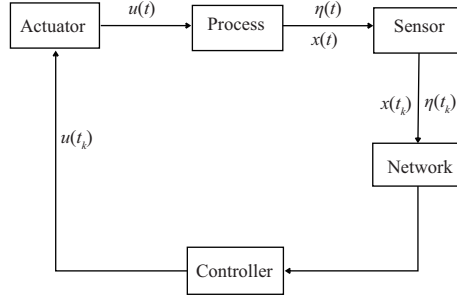 Actuator
u(t)
Process
η(t)
x(t)
Sensor
x(t_k)
η(t_k)
u(t_k)
Network
Controller